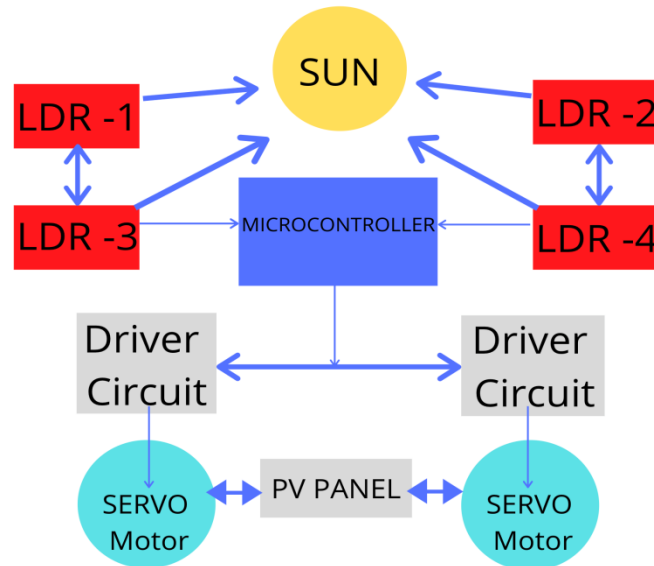 SUN
LDR -1
LDR -2
LDR -3
MICROCONTROLLER
LDR -4
Driver
Circuit
Driver
Circuit
SERVO
Motor
PV PANEL
SERVO
Motor